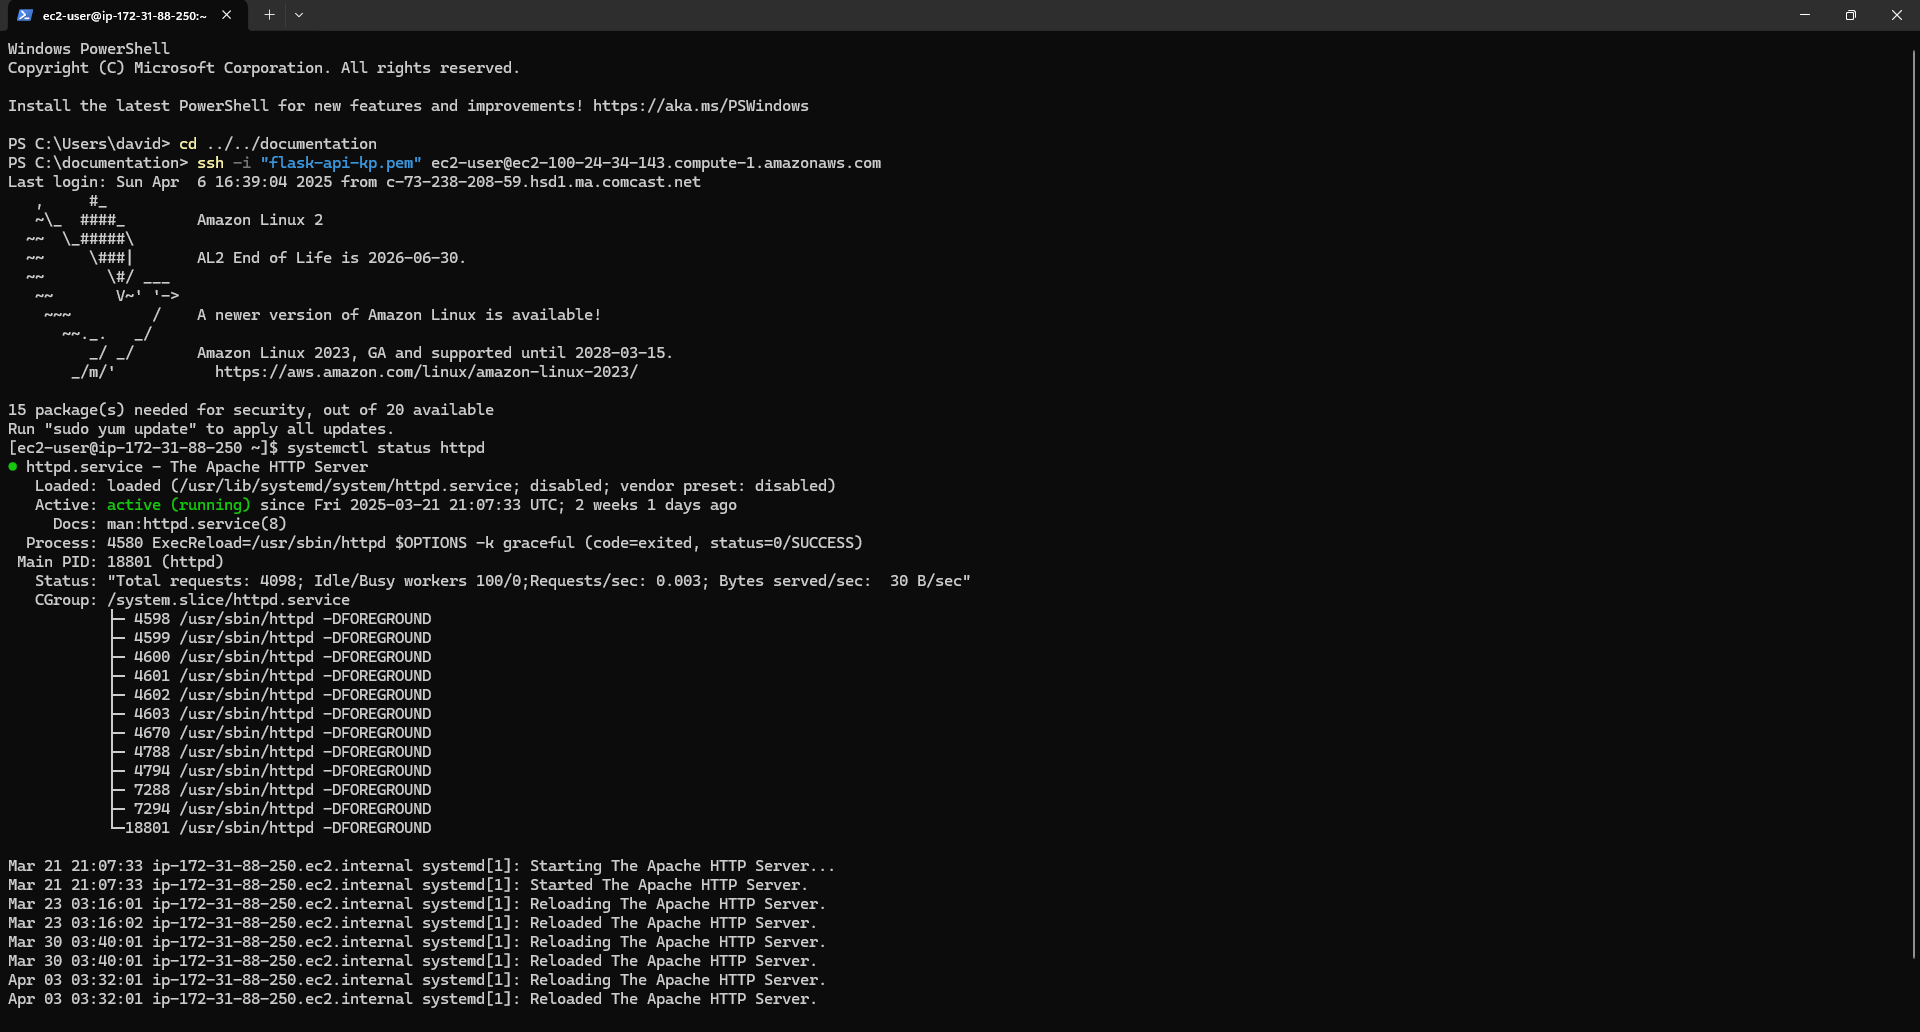 ec2-user@ip-172-31-88-250:~
Windows PowerShell
Copyright (C) Microsoft Corporation. All rights reserved.

Install the latest PowerShell for new features and improvements! https://aka.ms/PSWindows

PS C:\Users\david> cd ../../documentation
PS C:\documentation> ssh -i "flask-api-kp.pem" ec2-user@ec2-100-24-34-143.compute-1.amazonaws.com
Last login: Sun Apr  6 16:39:04 2025 from c-73-238-208-59.hsd1.ma.comcast.net
   ,     #_
   ~\_  ####_        Amazon Linux 2
  ~~  \_#####\
  ~~     \###|       AL2 End of Life is 2026-06-30.
  ~~       \#/ ___
   ~~       V~' '->
    ~~~         /    A newer version of Amazon Linux is available!
      ~~._.   _/
         _/ _/       Amazon Linux 2023, GA and supported until 2028-03-15.
       _/m/'           https://aws.amazon.com/linux/amazon-linux-2023/

15 package(s) needed for security, out of 20 available
Run "sudo yum update" to apply all updates.
[ec2-user@ip-172-31-88-250 ~]$ systemctl status httpd
● httpd.service - The Apache HTTP Server
   Loaded: loaded (/usr/lib/systemd/system/httpd.service; disabled; vendor preset: disabled)
   Active: active (running) since Fri 2025-03-21 21:07:33 UTC; 2 weeks 1 days ago
     Docs: man:httpd.service(8)
  Process: 4580 ExecReload=/usr/sbin/httpd $OPTIONS -k graceful (code=exited, status=0/SUCCESS)
 Main PID: 18801 (httpd)
   Status: "Total requests: 4098; Idle/Busy workers 100/0;Requests/sec: 0.003; Bytes served/sec:  30 B/sec"
   CGroup: /system.slice/httpd.service
           ├─ 4598 /usr/sbin/httpd -DFOREGROUND
           ├─ 4599 /usr/sbin/httpd -DFOREGROUND
           ├─ 4600 /usr/sbin/httpd -DFOREGROUND
           ├─ 4601 /usr/sbin/httpd -DFOREGROUND
           ├─ 4602 /usr/sbin/httpd -DFOREGROUND
           ├─ 4603 /usr/sbin/httpd -DFOREGROUND
           ├─ 4670 /usr/sbin/httpd -DFOREGROUND
           ├─ 4788 /usr/sbin/httpd -DFOREGROUND
           ├─ 4794 /usr/sbin/httpd -DFOREGROUND
           ├─ 7288 /usr/sbin/httpd -DFOREGROUND
           ├─ 7294 /usr/sbin/httpd -DFOREGROUND
           └─18801 /usr/sbin/httpd -DFOREGROUND

Mar 21 21:07:33 ip-172-31-88-250.ec2.internal systemd[1]: Starting The Apache HTTP Server...
Mar 21 21:07:33 ip-172-31-88-250.ec2.internal systemd[1]: Started The Apache HTTP Server.
Mar 23 03:16:01 ip-172-31-88-250.ec2.internal systemd[1]: Reloading The Apache HTTP Server.
Mar 23 03:16:02 ip-172-31-88-250.ec2.internal systemd[1]: Reloaded The Apache HTTP Server.
Mar 30 03:40:01 ip-172-31-88-250.ec2.internal systemd[1]: Reloading The Apache HTTP Server.
Mar 30 03:40:01 ip-172-31-88-250.ec2.internal systemd[1]: Reloaded The Apache HTTP Server.
Apr 03 03:32:01 ip-172-31-88-250.ec2.internal systemd[1]: Reloading The Apache HTTP Server.
Apr 03 03:32:01 ip-172-31-88-250.ec2.internal systemd[1]: Reloaded The Apache HTTP Server.